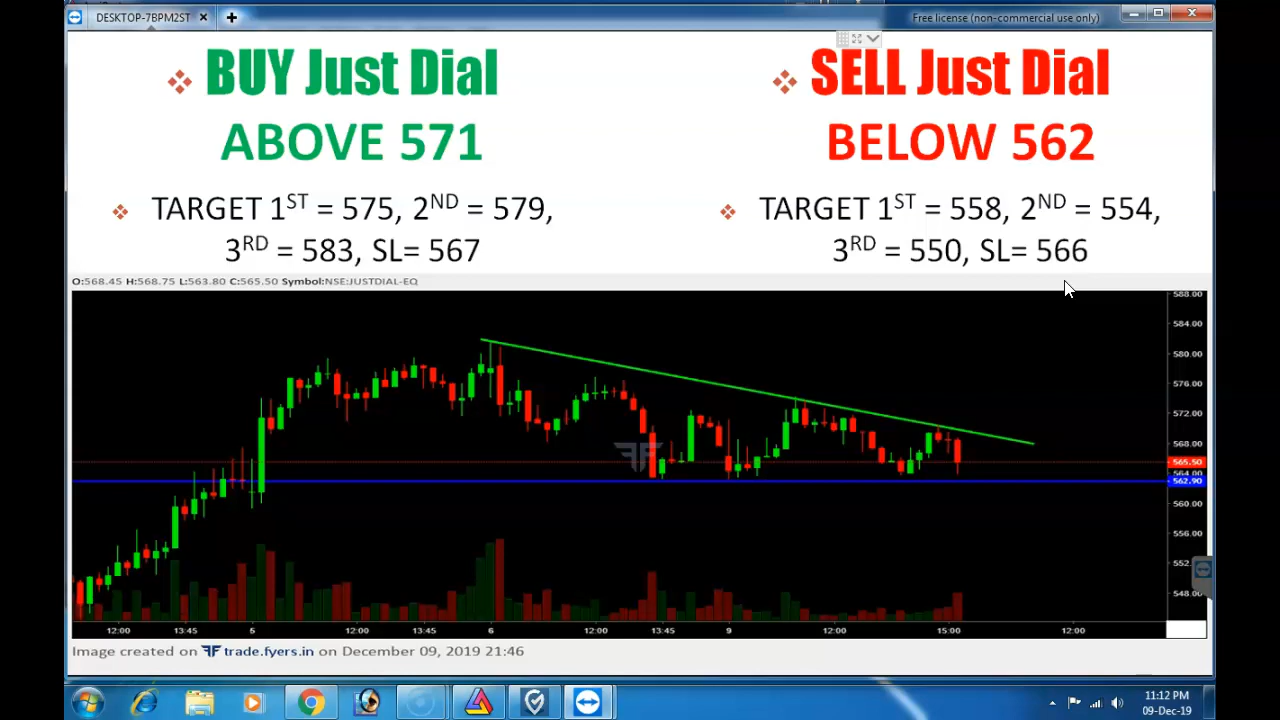 DESKTOP-7BPM2ST
Free license (non-commercial use only)
BUY Just Dial
ABOVE 571
TARGET 1ST = 575, 2ND = 579,
3RD = 583, SL= 567
SELL Just Dial
BELOW 562
TARGET 1ST = 558, 2ND = 554,
3RD = 550, SL= 566
O:568.45 H:568.75 L:563.80 C:565.50 Symbol:NSE:JUSTDIAL-EQ
588.00
584.00
580.00
576.00
572.00
568.00
565.50
564.00
562.90
560.00
556.00
552.
548.00
12:00 13:45 6 12:00 13:45 6 12:00 13:45 9 12:00 15:00 12:00
Image created on trade.fyers.in on December 09, 2019 21:46
11:12 PM
09-Dec-19